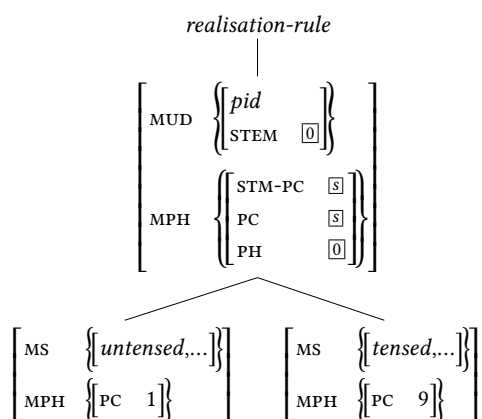 realisation-rule
MUD {[pid
STEM 0]}
MPH {[STM-PC s
PC s
PH 0]}
MS {[untensed,...]} MS {[tensed,...]}
MPH {[PC 1]} MPH {[PC 9]}